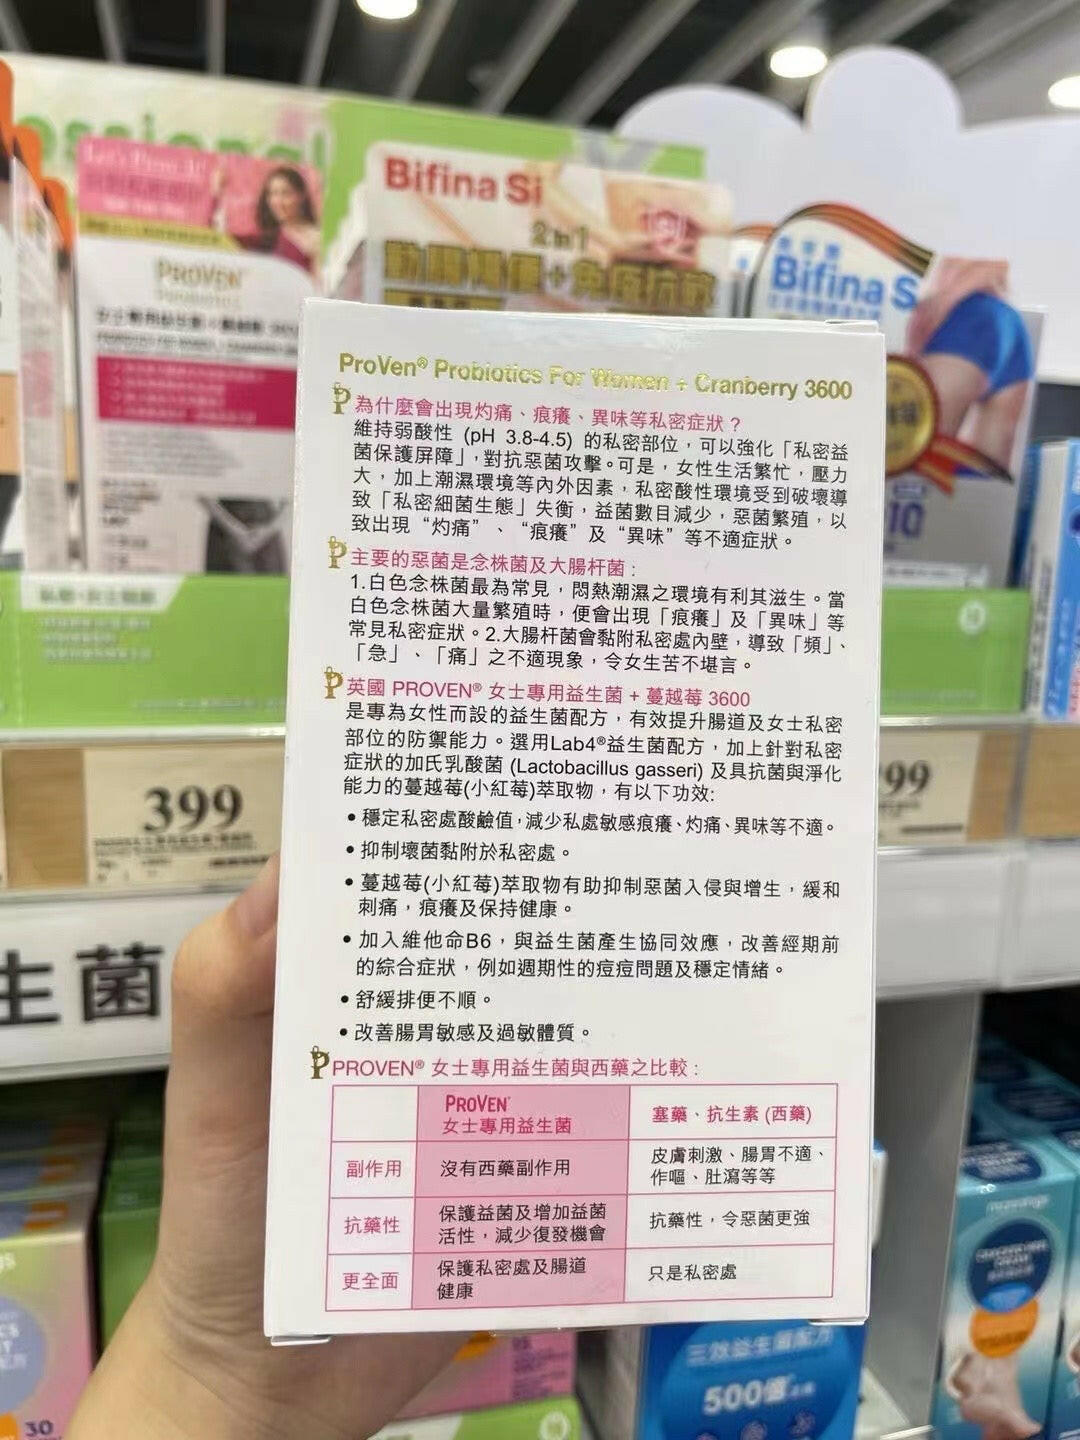 Bifina Si
2in1
Bifina S
PROVEN
ProVen® Probiotics For Women + Cranberry 3600
為什麼會出現灼痛、痕癢、異味等私密症狀？
維持弱酸性 (pH 3.8-4.5) 的私密部位，可以強化「私密益
菌保護屏障」，對抗惡菌攻擊。可是，女性生活繁忙，壓力
大，加上潮濕環境等內外因素，私密酸性環境受到破壞導
致「私密細菌生態」失衡，益菌數目減少，惡菌繁殖，以
致出現 “灼痛” 、 “痕癢” 及 “異味” 等不適症狀。
主要的惡菌是念株菌及大腸杆菌：
1.白色念株菌最為常見，悶熱潮濕之環境有利其滋生。當
白色念株菌大量繁殖時，便會出現「痕癢」及「異味」等
常見私密症狀。2.大腸杆菌會黏附私密處內壁，導致「頻」、
「急」、「痛」之不適現象，令女生苦不堪言。
英國 PROVEN® 女士專用益生菌 + 蔓越莓 3600
是專為女性而設的益生菌配方，有效提升腸道及女士私密
部位的防禦能力。選用Lab4®益生菌配方，加上針對私密
症狀的加氏乳酸菌 (Lactobacillus gasseri) 及具抗菌與淨化
能力的蔓越莓(小紅莓)萃取物，有以下功效:
• 穩定私密處酸鹼值，減少私處敏感痕癢、灼痛、異味等不適。
• 抑制壞菌黏附於私密處。
• 蔓越莓(小紅莓)萃取物有助抑制惡菌入侵與增生，緩和
刺痛，痕癢及保持健康。
• 加入維他命B6，與益生菌產生協同效應，改善經期前
的綜合症狀，例如週期性的痘痘問題及穩定情緒。
• 舒緩排便不順。
• 改善腸胃敏感及過敏體質。
PROVEN® 女士專用益生菌與西藥之比較：
PROVEN
女士專用益生菌
塞藥、抗生素 (西藥)
副作用
沒有西藥副作用
皮膚刺激、腸胃不適、
作嘔、肚瀉等等
抗藥性
保護益菌及增加益菌
活性，減少復發機會
抗藥性，令惡菌更強
更全面
保護私密處及腸道
健康
只是私密處
399
99
生菌
三效益生菌配方
500億
30